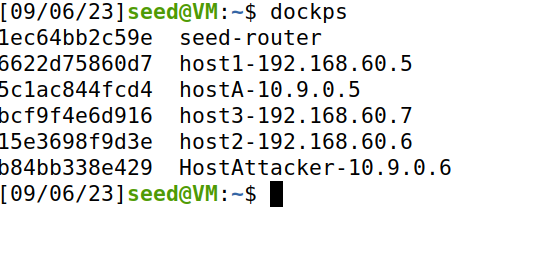 [09/06/23]seed@VM:~$ dockps
1ec64bb2c59e  seed-router
6622d75860d7  host1-192.168.60.5
5c1ac844fcd4  hostA-10.9.0.5
bcf9f4e6d916  host3-192.168.60.7
15e3698f9d3e  host2-192.168.60.6
b84bb338e429  HostAttacker-10.9.0.6
[09/06/23]seed@VM:~$